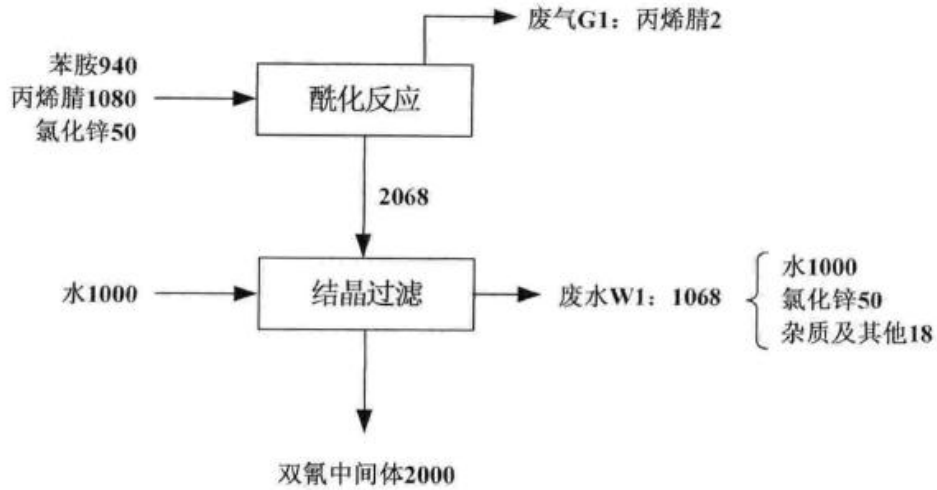 废气G1：丙烯腈2
苯胺940
丙烯腈1080
氯化锌50
酰化反应
2068
水1000
结晶过滤
废水W1：1068
水1000
氯化锌50
杂质及其他18
双氰中间体2000